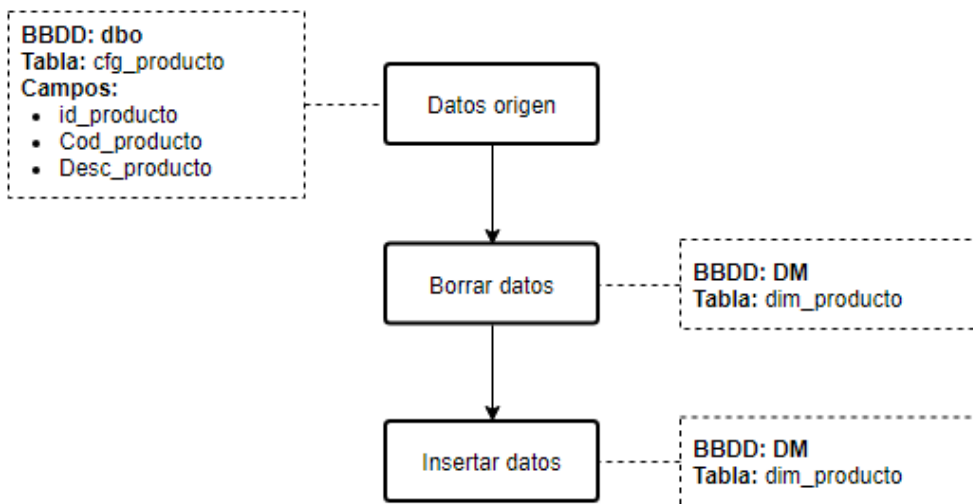 BBDD: dbo
Tabla: cfg_producto
Campos:
• id_producto
• Cod_producto
• Desc_producto
Datos origen
Borrar datos
BBDD: DM
Tabla: dim_producto
Insertar datos
BBDD: DM
Tabla: dim_producto